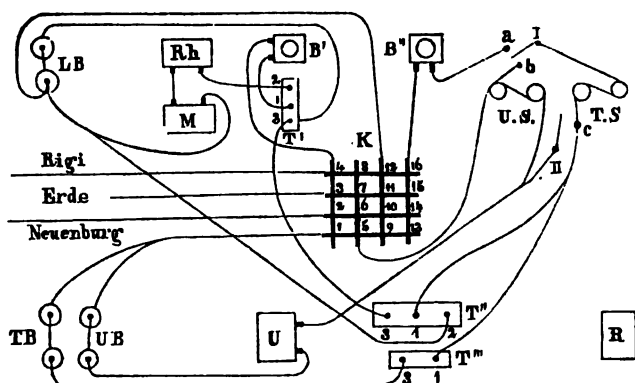 LB
Rh
M
B'
2
1
3
T'
B"
a
I
b
U.S.
T.S
c
II
K
Rigi
Erde
Neuenburg
4 8 12 16
3 7 11 15
2 6 10 14
1 5 9 13
TB
UB
U
3 1 2
T"
3 1
T'''
R